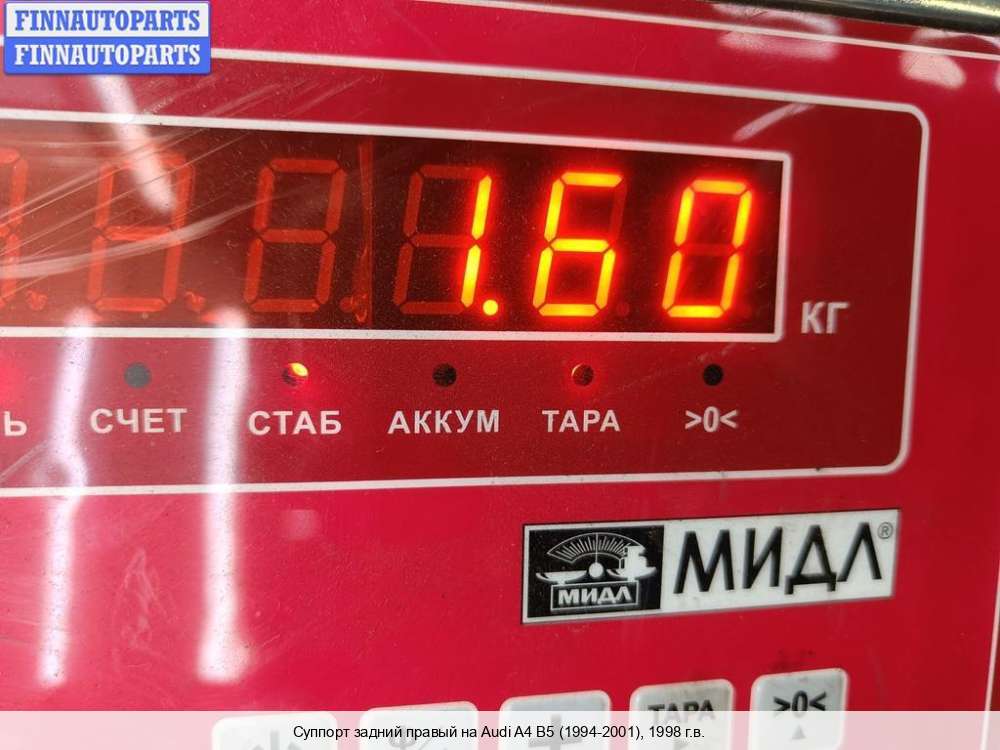 FINNAUTOPARTS
FINNAUTOPARTS
1.60
КГ
Ь СЧЕТ СТАБ АККУМ ТАРА >0<
МИДЛ МИДЛ®
ТАРА >0<
Суппорт задний правый на Audi A4 B5 (1994-2001), 1998 г.в.